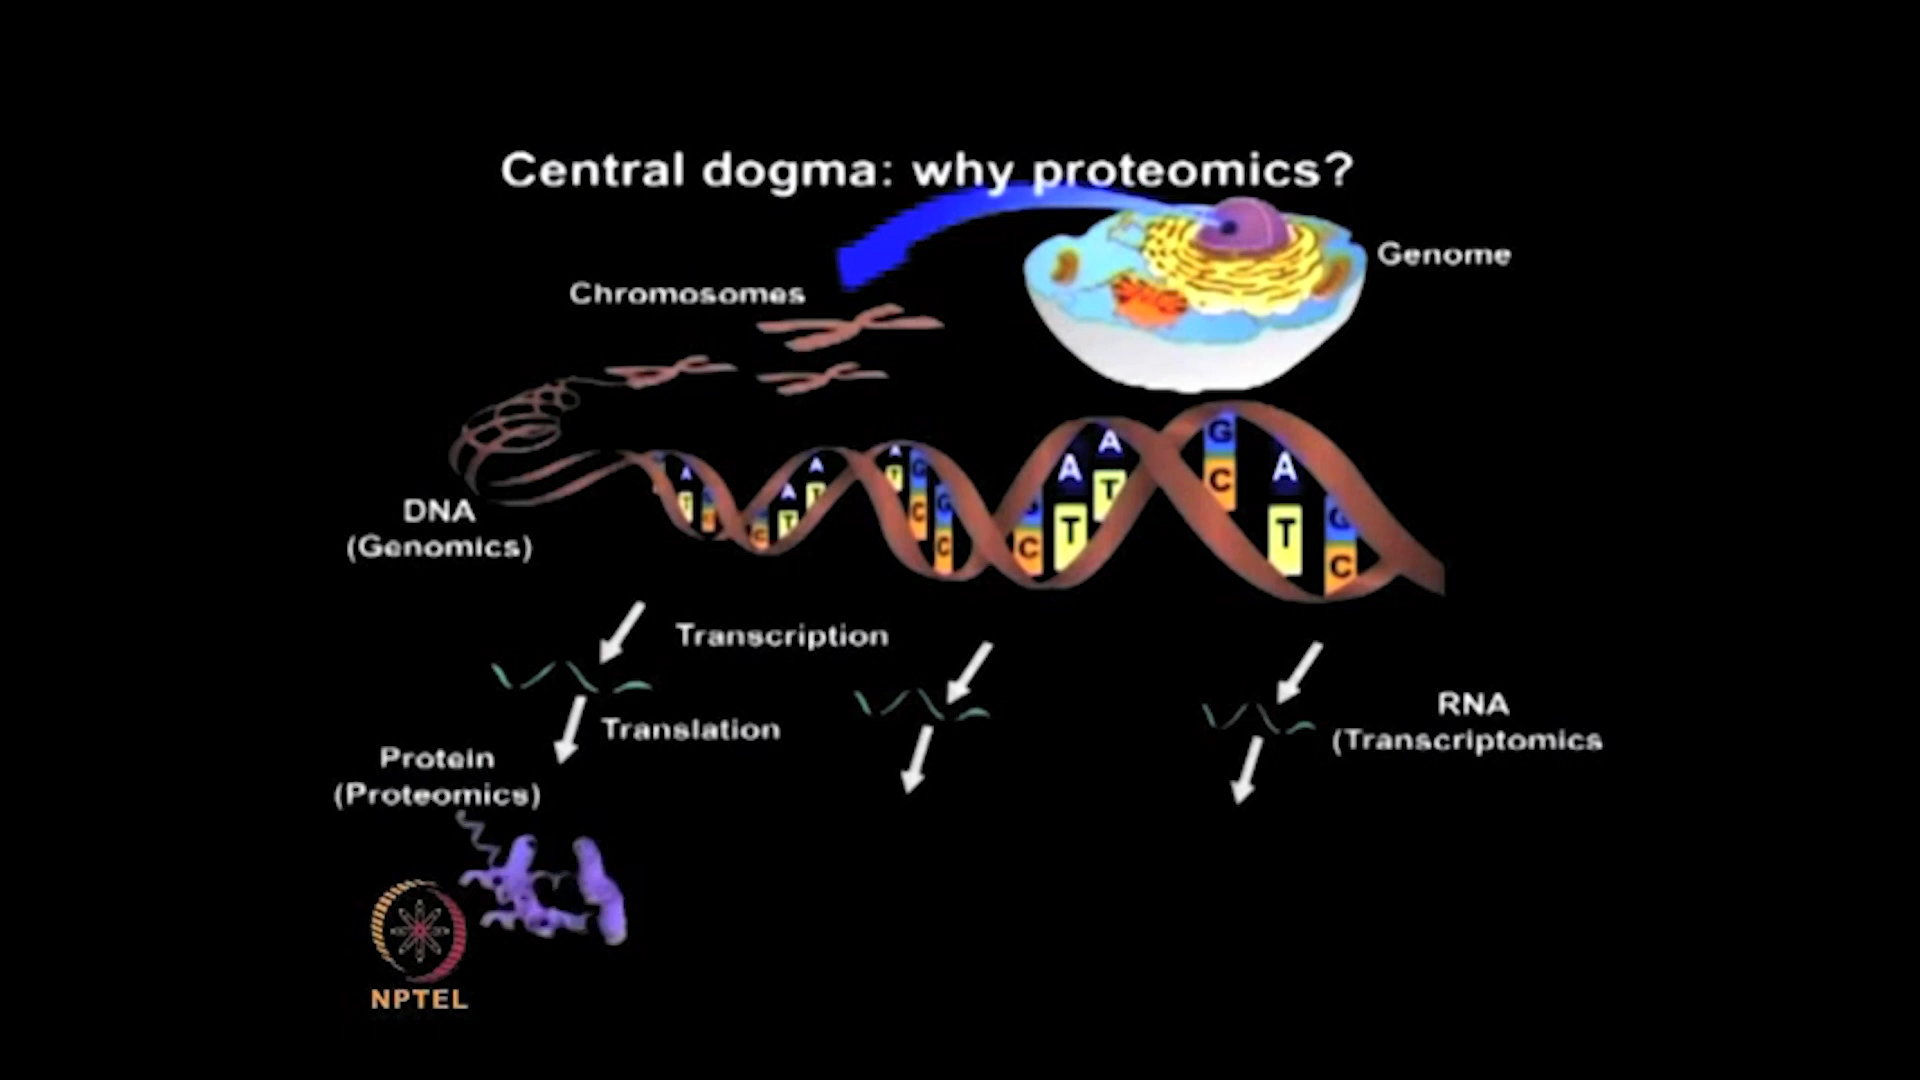 Central dogma: why proteomics?
Genome
Chromosomes
DNA
(Genomics)
A
T
G
C
A
T
A
T
A
T
G
C
G
C
G
C
A
T
A
T
G
C
A
T
G
C
Transcription
Translation
RNA
(Transcriptomics
Protein
(Proteomics)
NPTEL